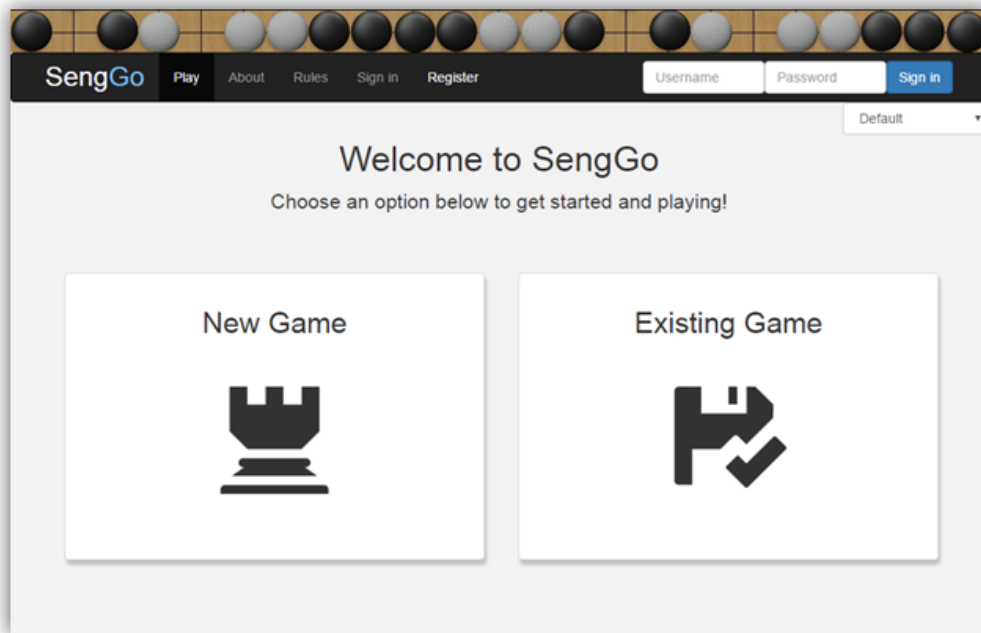 SengGo Play About Rules Sign in Register Username Password Sign in
Default
Welcome to SengGo
Choose an option below to get started and playing!
New Game
Existing Game